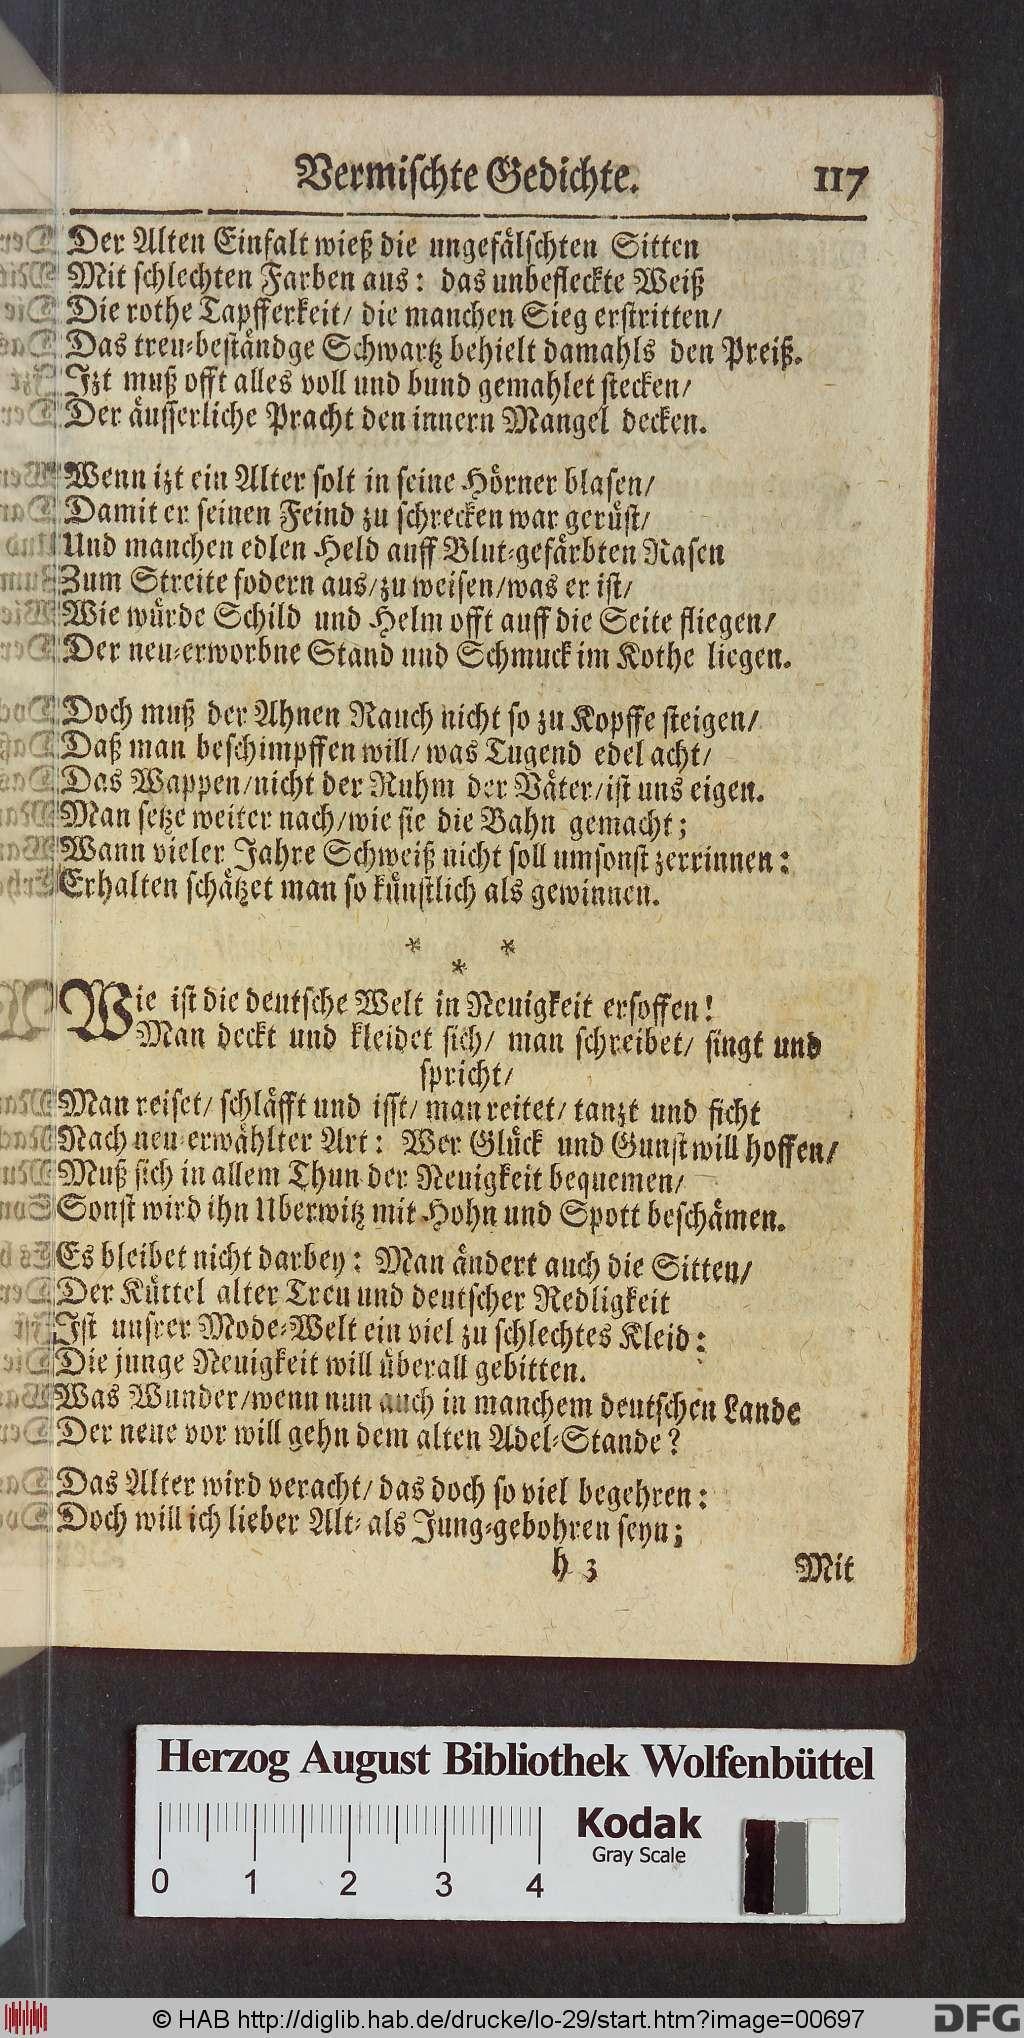 Vermischte Gedichte. 117
Der Alten Einfalt wieß die ungefälschten Sitten
Mit schlechten Farben aus: das unbefleckte Weiß
Die rothe Tapfferkeit/ die manchen Sieg erstritten/
Das treu-beständge Schwartz behielt damahls den Preiß.
Izt muß offt alles voll und bund gemahlet stecken/
Der äusserliche Pracht den innern Mangel decken.
Wenn izt ein Alter solt in seine Hörner blasen/
Damit er seinen Feind zu schrecken war gerüst/
Und manchen edlen Held auff Blut-gefärbten Rasen
Zum Streite fodern aus/ zu weisen/ was er ist/
Wie würde Schild und Helm offt auff die Seite fliegen/
Der neu-erworbne Stand und Schmuck im Kothe liegen.
Doch muß der Ahnen Rauch nicht so zu Kopffe steigen/
Daß man beschimpffen will/ was Tugend edel acht/
Das Wappen/ nicht der Ruhm der Väter/ ist uns eigen.
Man setze weiter nach/ wie sie die Bahn gemacht;
Wann vieler Jahre Schweiß nicht soll umsonst zerrinnen:
Erhalten schätzet man so künstlich als gewinnen.
* *
*
Wie ist die deutsche Welt in Neuigkeit ersoffen!
Man deckt und kleidet sich/ man schreibet/ singt und
spricht/
Man reiset/ schläfft und isst/ man reitet/ tanzt und ficht
Nach neu-erwählter Art: Wer Glück und Gunst will hoffen/
Muß sich in allem Thun der Neuigkeit bequemen/
Sonst wird ihn Uberwitz mit Hohn und Spott beschämen.
Es bleibet nicht darbey: Man ändert auch die Sitten/
Der Küttel alter Treu und deutscher Redligkeit
Ist unsrer Mode-Welt ein viel zu schlechtes Kleid:
Die junge Neuigkeit will überall gebitten.
Was Wunder/ wenn nun auch in manchem deutschen Lande
Der neue vor will gehn dem alten Adel-Stande?
Das Alter wird veracht/ das doch so viel begehren:
Doch will ich lieber Alt- als Jung-gebohren seyn;
h 3 Mit
Herzog August Bibliothek Wolfenbüttel
Kodak
Gray Scale
0 1 2 3 4
© HAB http://diglib.hab.de/drucke/lo-29/start.htm?image=00697
DFG